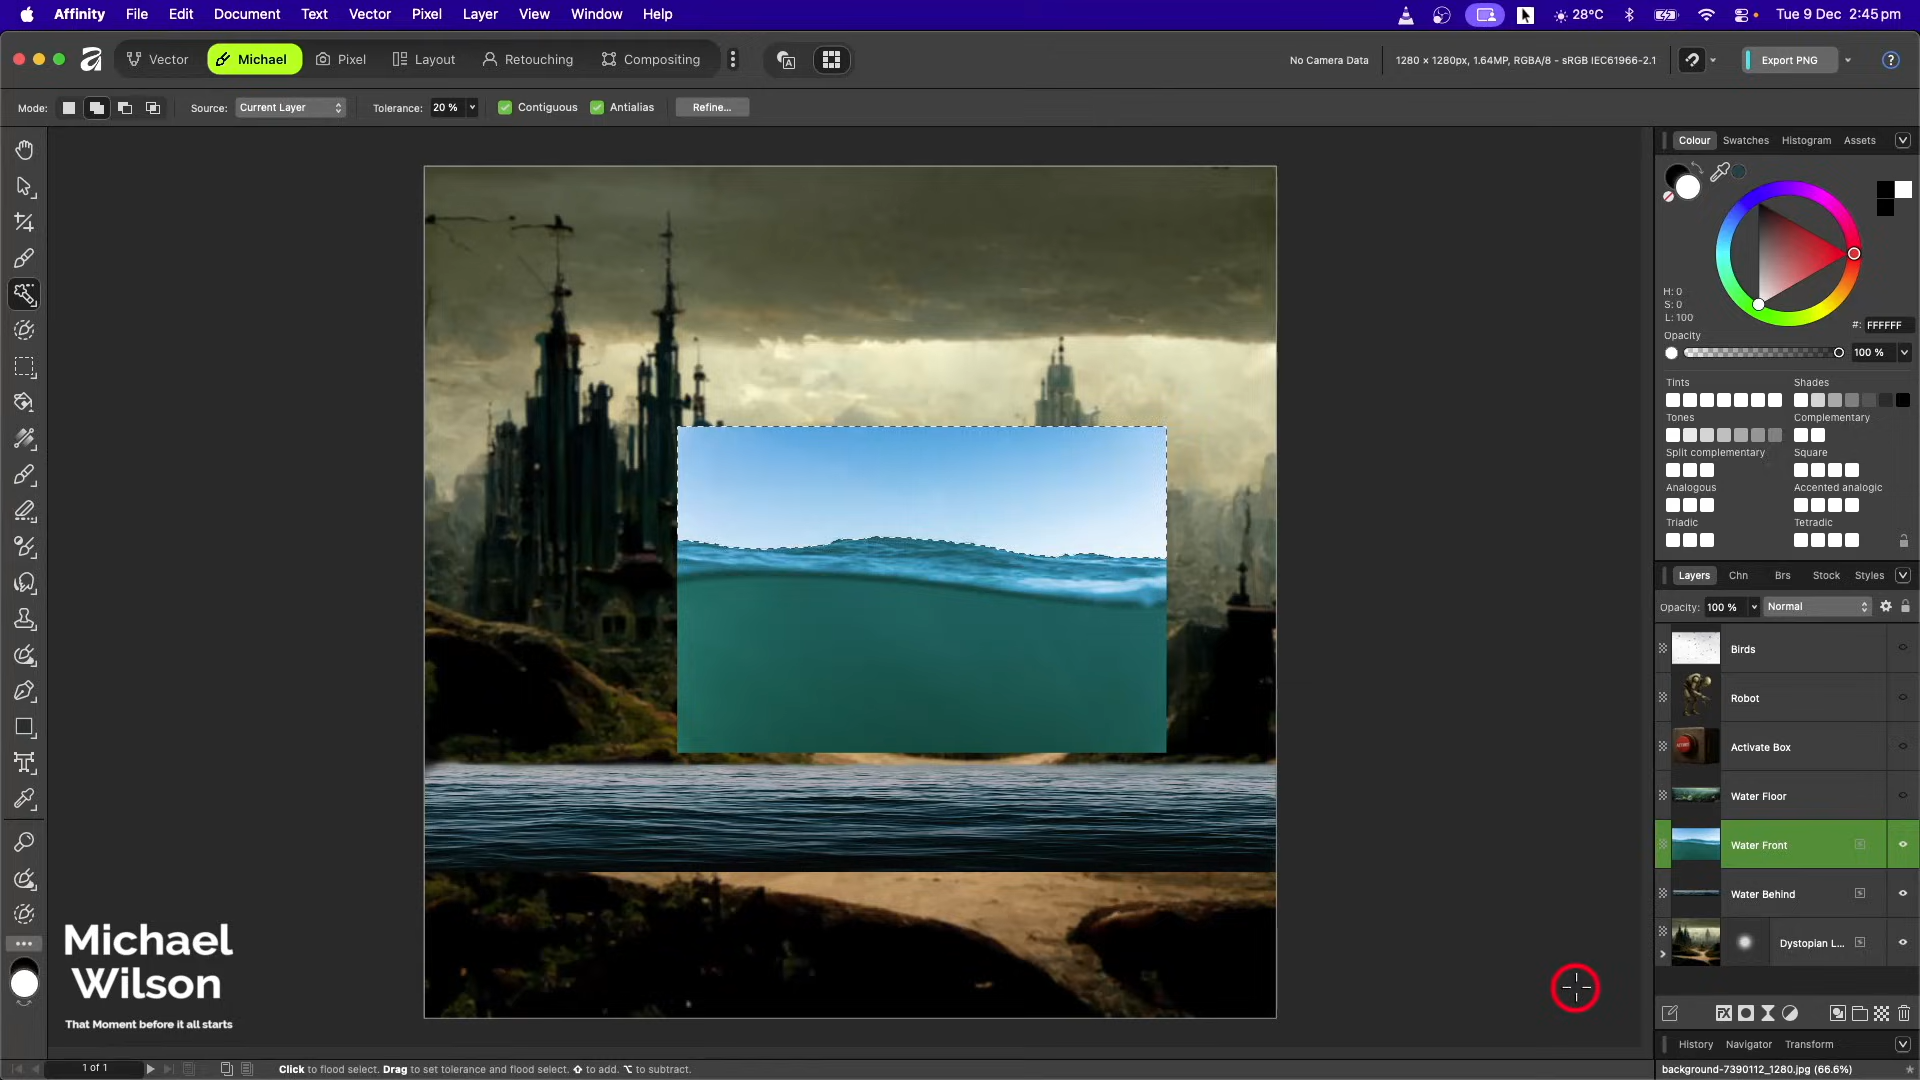 Affinity File Edit Document Text Vector Pixel Layer View Window Help 28°C Tue 9 Dec 2:45 pm
Vector Michael Pixel Layout Retouching Compositing No Camera Data 1280 × 1280px, 1.64MP, RGBA/8 - sRGB IEC61966-2.1 Export PNG ?
Mode: Source: Current Layer Tolerance: 20 % Contiguous Antialias Refine...
Colour Swatches Histogram Assets
H: 0
S: 0
L: 100
#: FFFFFF
Opacity
100 %
Tints Shades
Tones Complementary
Split complementary Square
Analogous Accented analogic
Triadic Tetradic
Layers Chn Brs Stock Styles
Opacity: 100 % Normal
Birds
Robot
Activate Box
Water Floor
Water Front
Water Behind
Dystopian L...
Michael
Wilson
That Moment before it all starts
History Navigator Transform
1 of 1 Click to flood select. Drag to set tolerance and flood select. ⇧ to add. ⌥ to subtract. background-7390112_1280.jpg (66.6%)